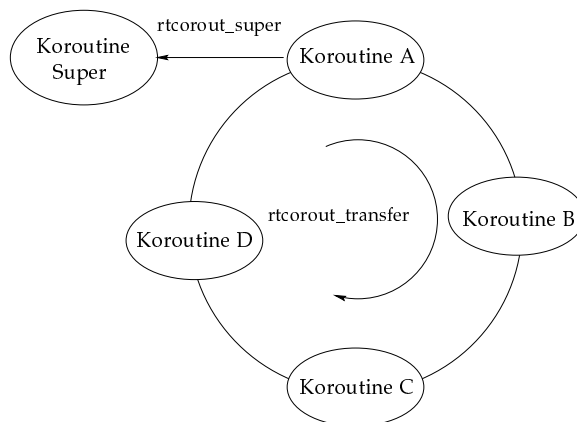 rtcorout_super
Koroutine
Super
Koroutine A
rtcorout_transfer
Koroutine B
Koroutine D
Koroutine C